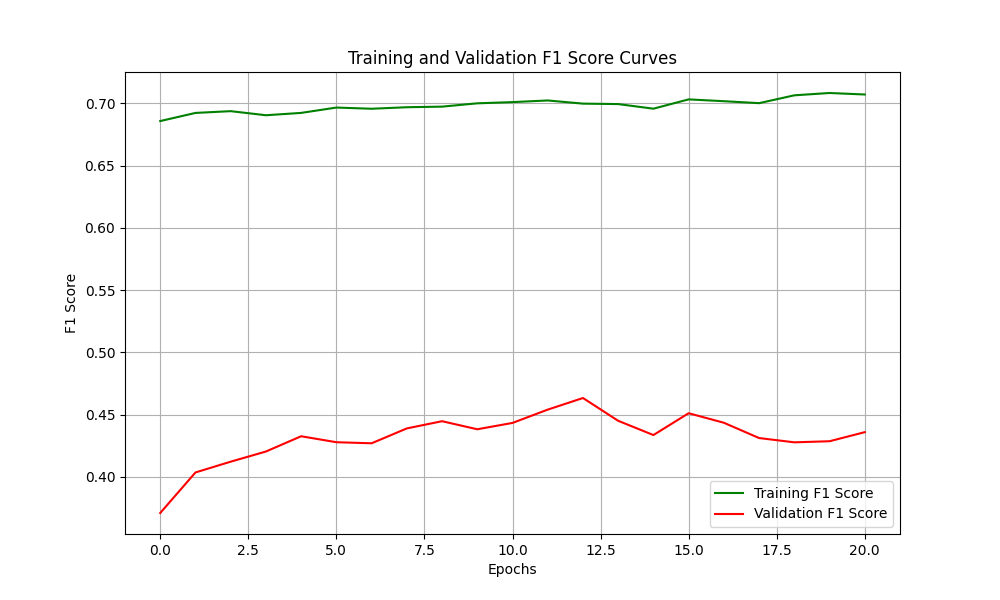 Training and Validation F1 Score Curves
F1 Score
0.70
0.65
0.60
0.55
0.50
0.45
0.40
0.0 2.5 5.0 7.5 10.0 12.5 15.0 17.5 20.0
Epochs
Training F1 Score
Validation F1 Score